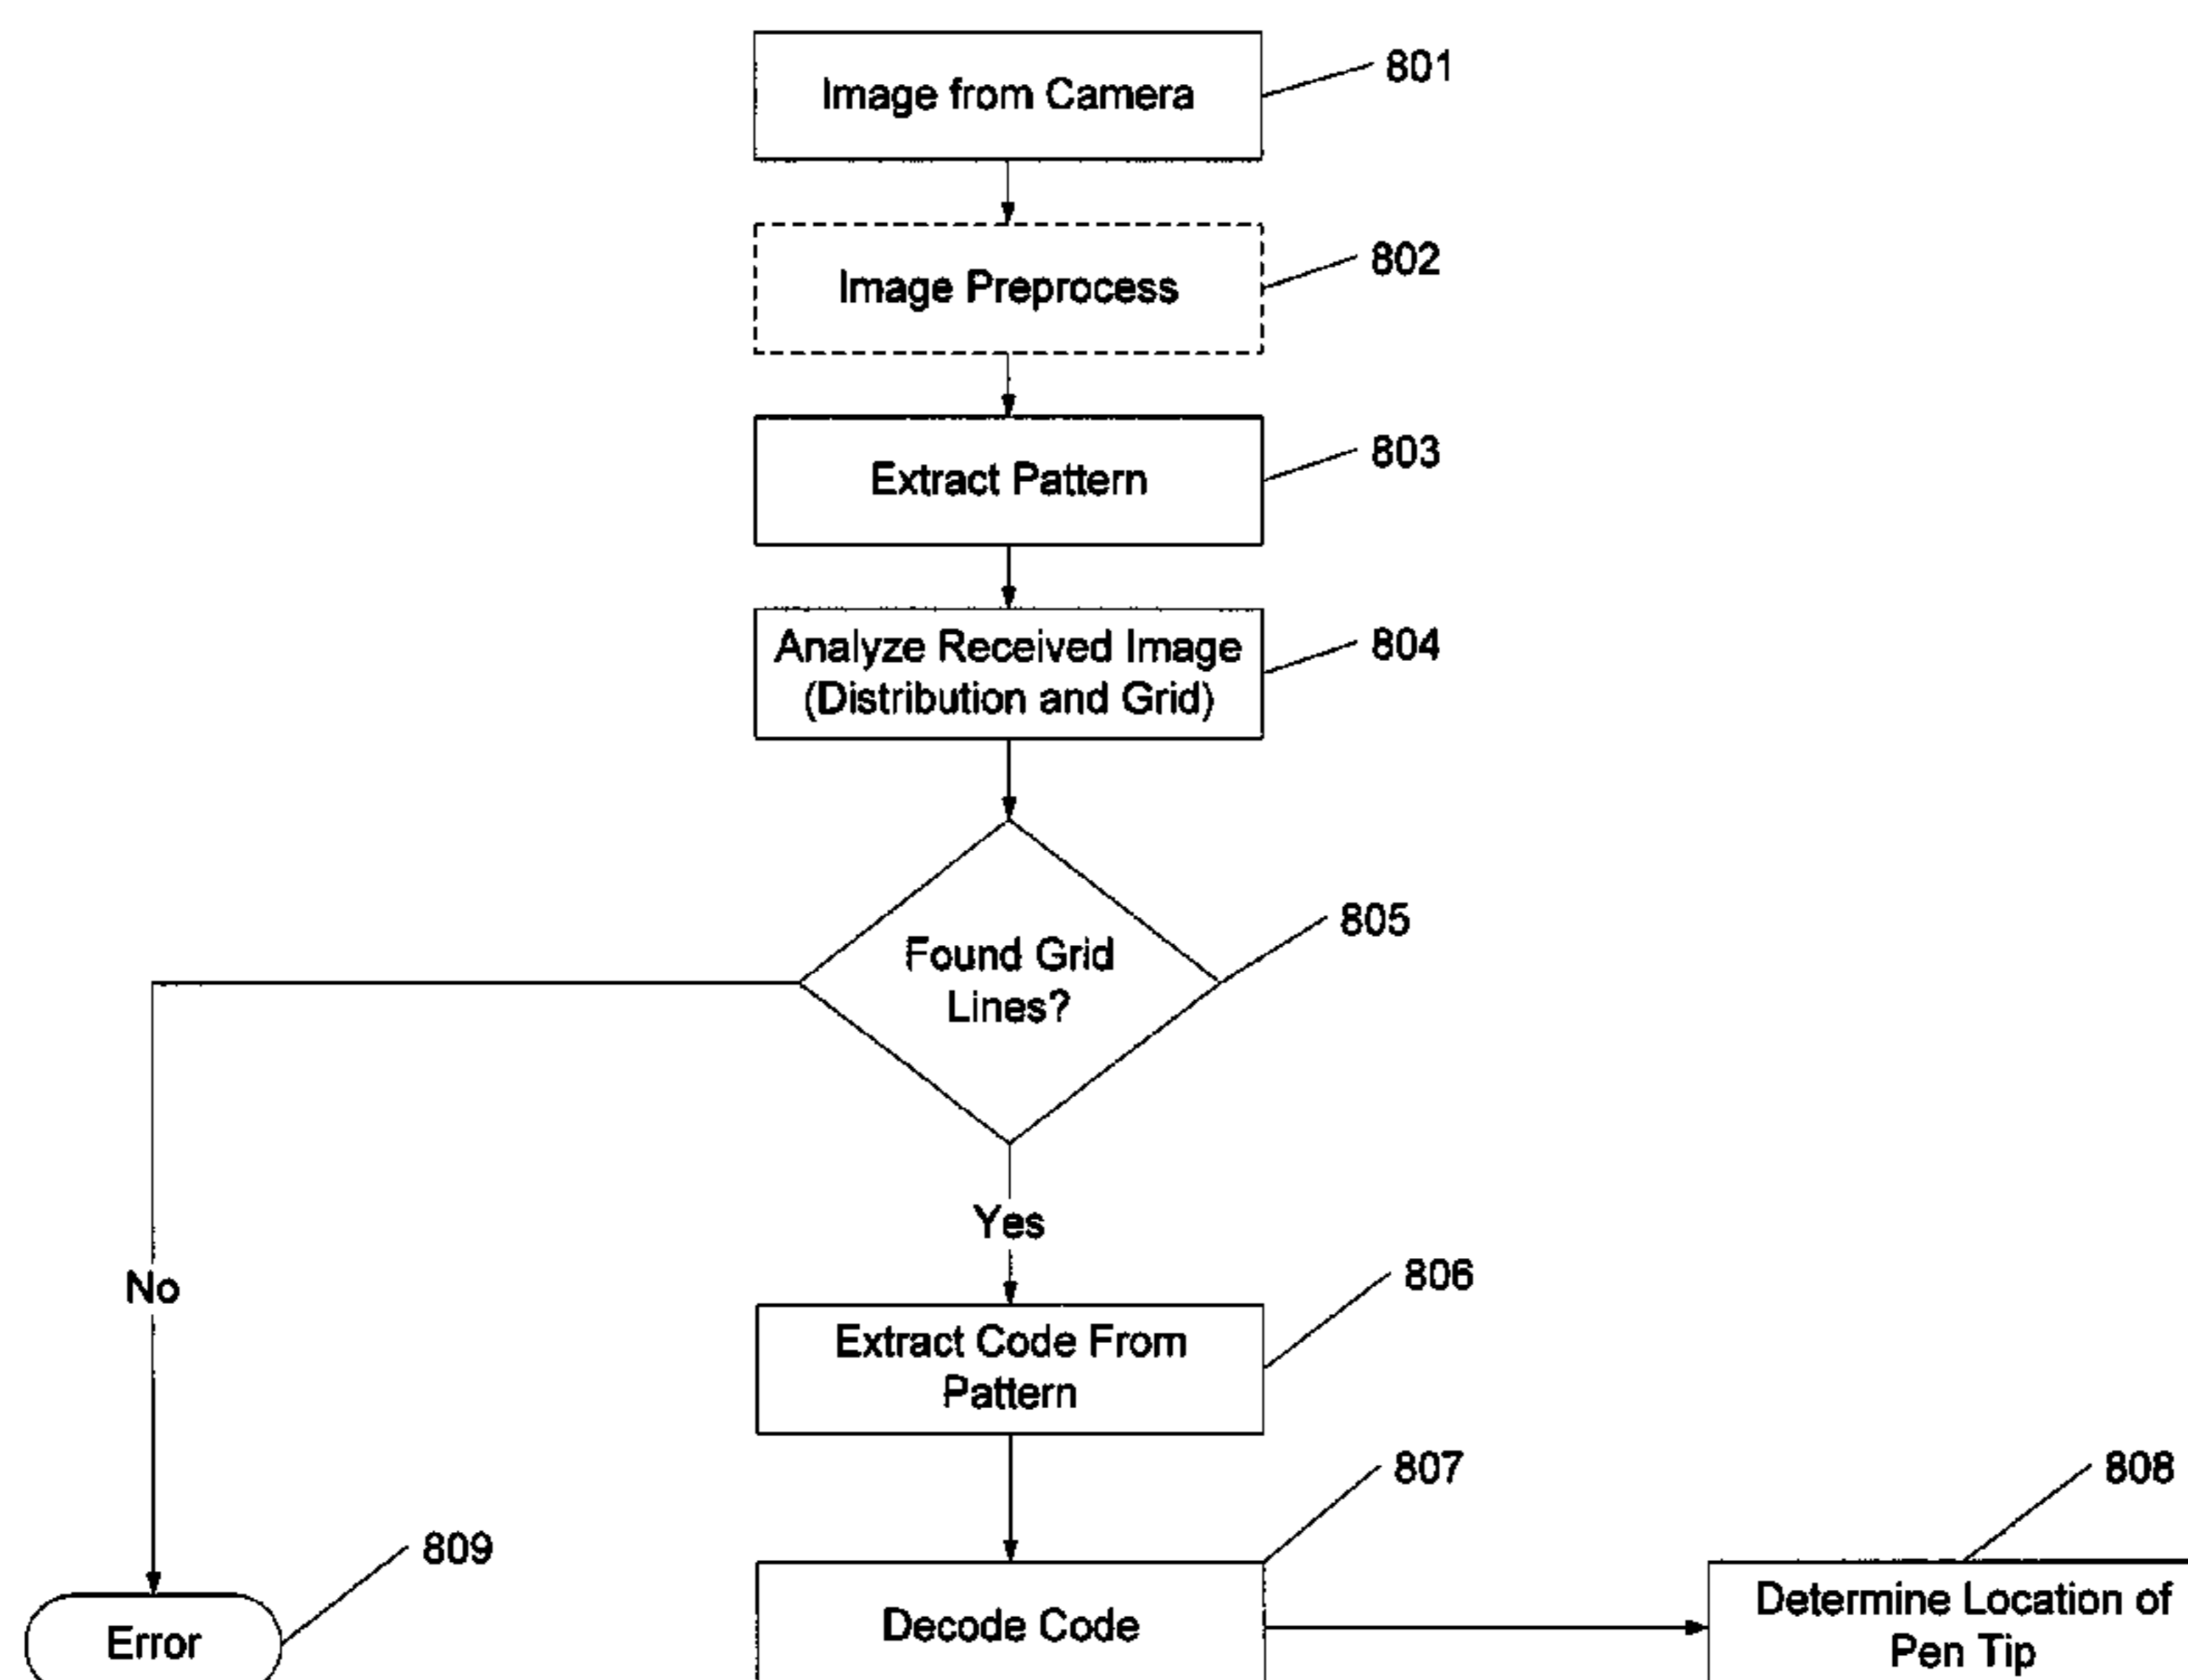 Image from Camera
801
Image Preprocess
802
Extract Pattern
803
Analyze Received Image
(Distribution and Grid)
804
Found Grid
Lines?
805
Yes
No
Extract Code From
Pattern
806
Decode Code
807
Determine Location of
Pen Tip
808
Error
809